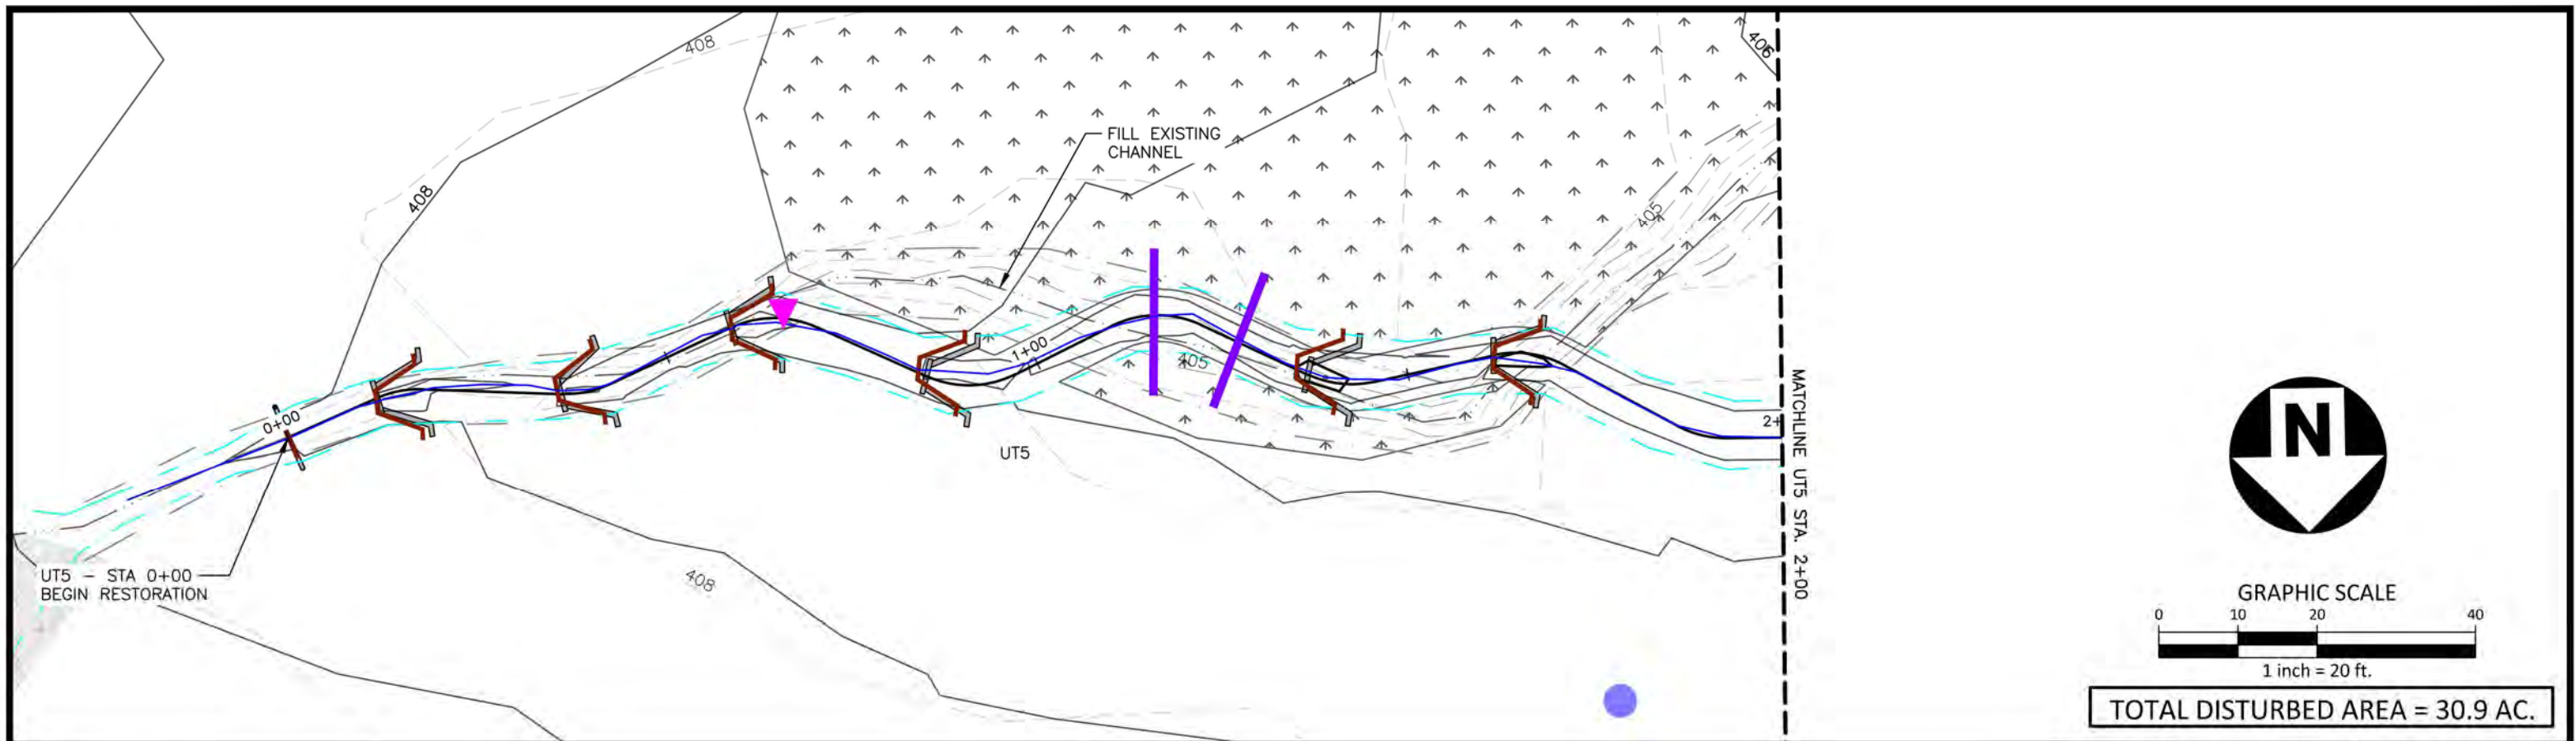 408
406
FILL EXISTING
CHANNEL
408
405
0+00
1+00
405
2+
UT5
MATCHLINE UT5 STA. 2+00
UT5 - STA 0+00
BEGIN RESTORATION
408
N
GRAPHIC SCALE
0 10 20 40
1 inch = 20 ft.
TOTAL DISTURBED AREA = 30.9 AC.